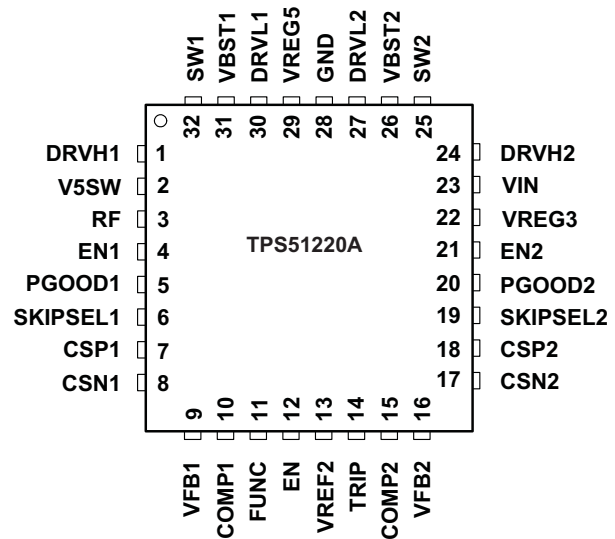 SW1 VBST1 DRVL1 VREG5 GND DRVL2 VBST2 SW2
32 31 30 29 28 27 26 25
DRVH1 1 24 DRVH2
V5SW 2 23 VIN
RF 3 22 VREG3
TPS51220A
EN1 4 21 EN2
PGOOD1 5 20 PGOOD2
SKIPSEL1 6 19 SKIPSEL2
CSP1 7 18 CSP2
CSN1 8 17 CSN2
9 10 11 12 13 14 15 16
VFB1 COMP1 FUNC EN VREF2 TRIP COMP2 VFB2